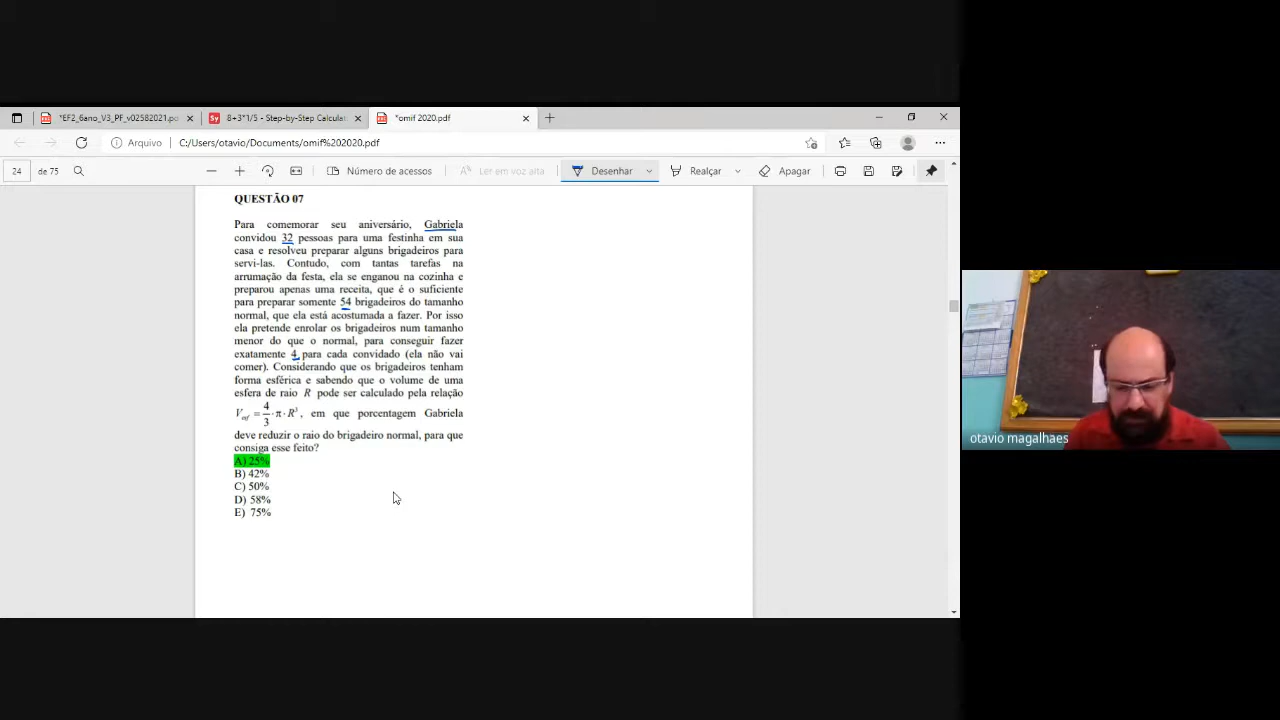 *EF2_6ano_V3_PF_v02582021.po
8+3*1/5 - Step-by-Step Calculat
*omif 2020.pdf
Arquivo
C:/Users/otavio/Documents/omif%202020.pdf
24 de 75
Número de acessos
Ler em voz alta
Desenhar
Realçar
Apagar
QUESTÃO 07
Para comemorar seu aniversário, Gabriela
convidou 32 pessoas para uma festinha em sua
casa e resolveu preparar alguns brigadeiros para
servi-las. Contudo, com tantas tarefas na
arrumação da festa, ela se enganou na cozinha e
preparou apenas uma receita, que é o suficiente
para preparar somente 54 brigadeiros do tamanho
normal, que ela está acostumada a fazer. Por isso
ela pretende enrolar os brigadeiros num tamanho
menor do que o normal, para conseguir fazer
exatamente 4 para cada convidado (ela não vai
comer). Considerando que os brigadeiros tenham
forma esférica e sabendo que o volume de uma
esfera de raio R pode ser calculado pela relação
V_esf = 4/3 · π · R³, em que porcentagem Gabriela
deve reduzir o raio do brigadeiro normal, para que
consiga esse feito?
A) 25%
B) 42%
C) 50%
D) 58%
E) 75%
otavio magalhaes